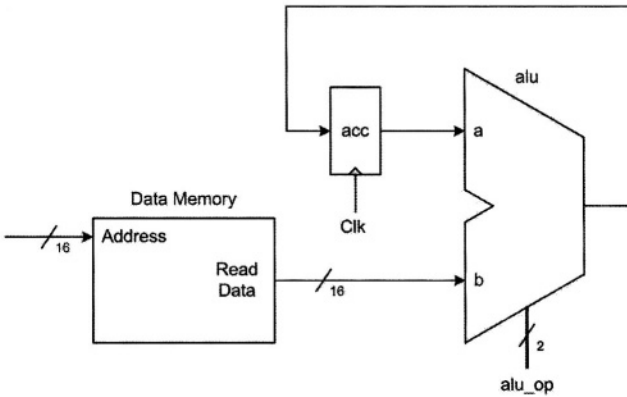 alu
acc
a
Clk
Data Memory
Address
16
Read
Data
16
b
2
alu_op